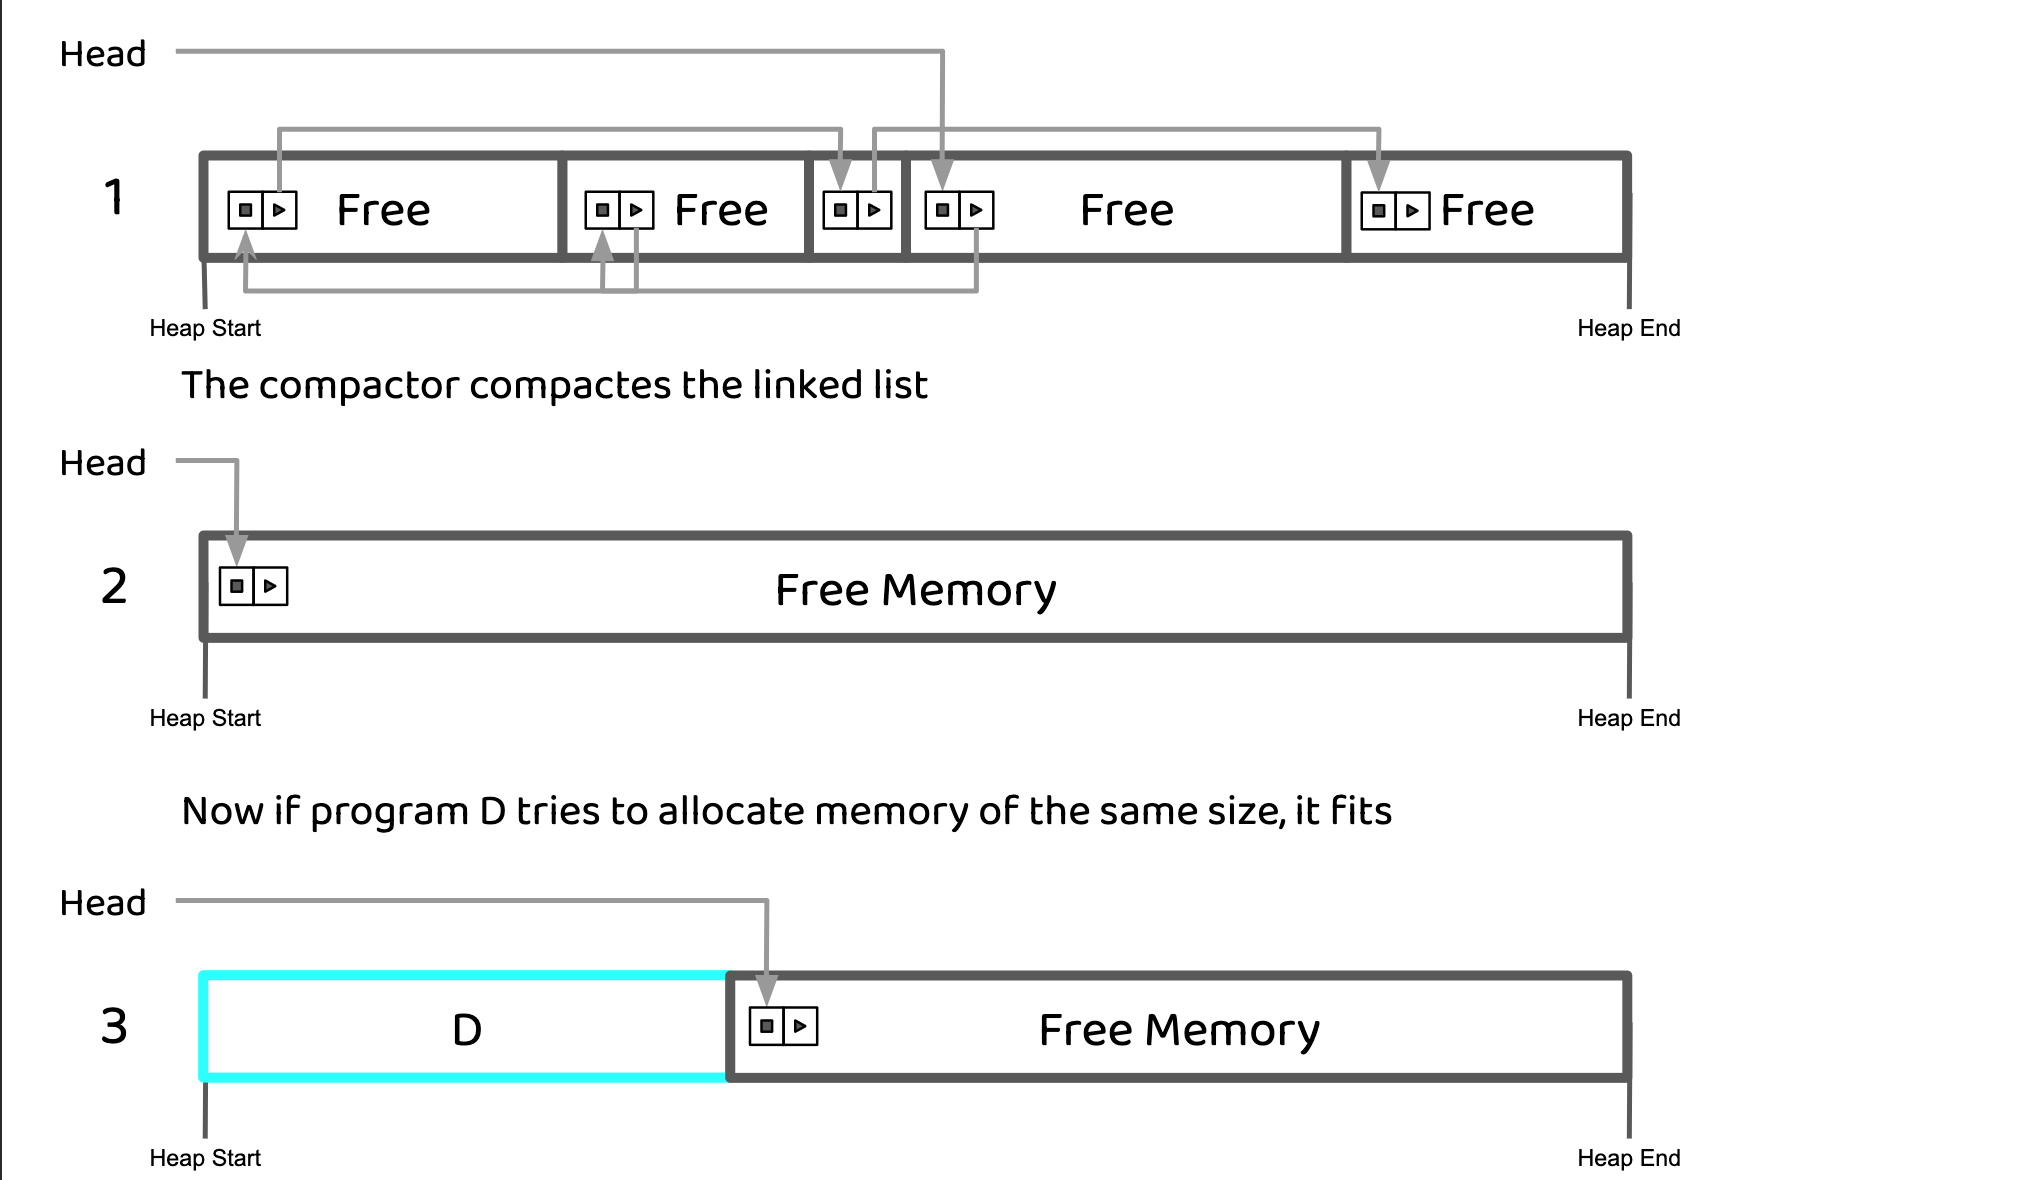 Head
1
Free
Free
Free
Free
Heap Start
Heap End
The compactor compactes the linked list
Head
2
Free Memory
Heap Start
Heap End
Now if program D tries to allocate memory of the same size, it fits
Head
3
D
Free Memory
Heap Start
Heap End